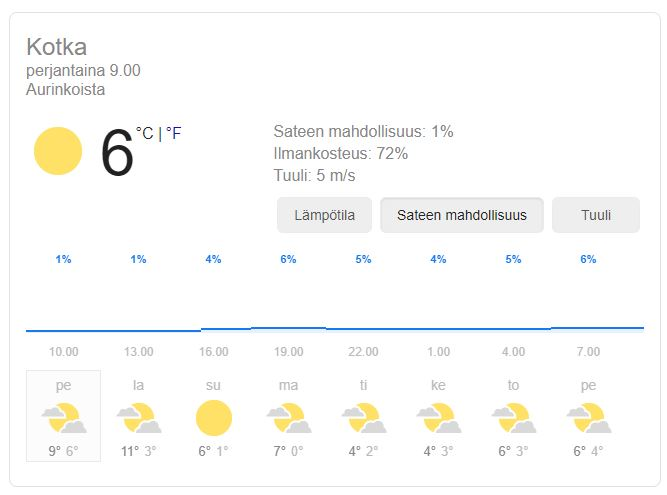 Kotka
perjantaina 9.00
Aurinkoista
6 °C | °F
Sateen mahdollisuus: 1%
Ilmankosteus: 72%
Tuuli: 5 m/s
Lämpötila Sateen mahdollisuus Tuuli
1% 1% 4% 6% 5% 4% 5% 6%
10.00 13.00 16.00 19.00 22.00 1.00 4.00 7.00
pe la su ma ti ke to pe
9° 6° 11° 3° 6° 1° 7° 0° 4° 2° 4° 3° 6° 3° 6° 4°